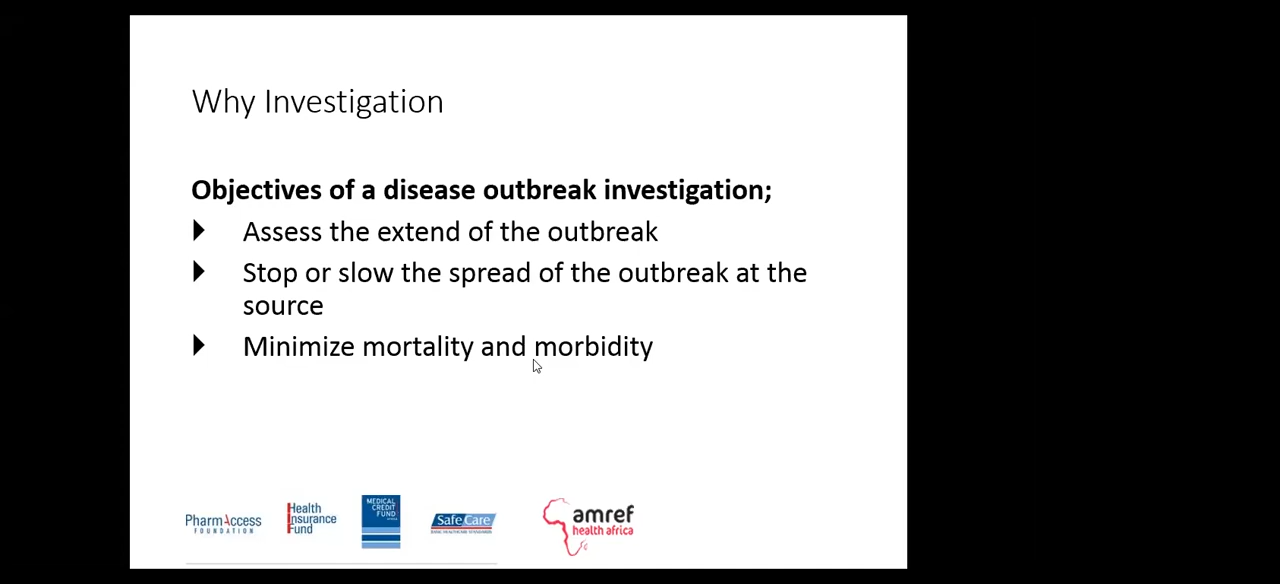 Why Investigation
Objectives of a disease outbreak investigation;
Assess the extend of the outbreak
Stop or slow the spread of the outbreak at the
source
Minimize mortality and morbidity
PharmAccess
FOUNDATION
Health
Insurance
Fund
MEDICAL
CREDIT
FUND
SafeCare
amref
health africa